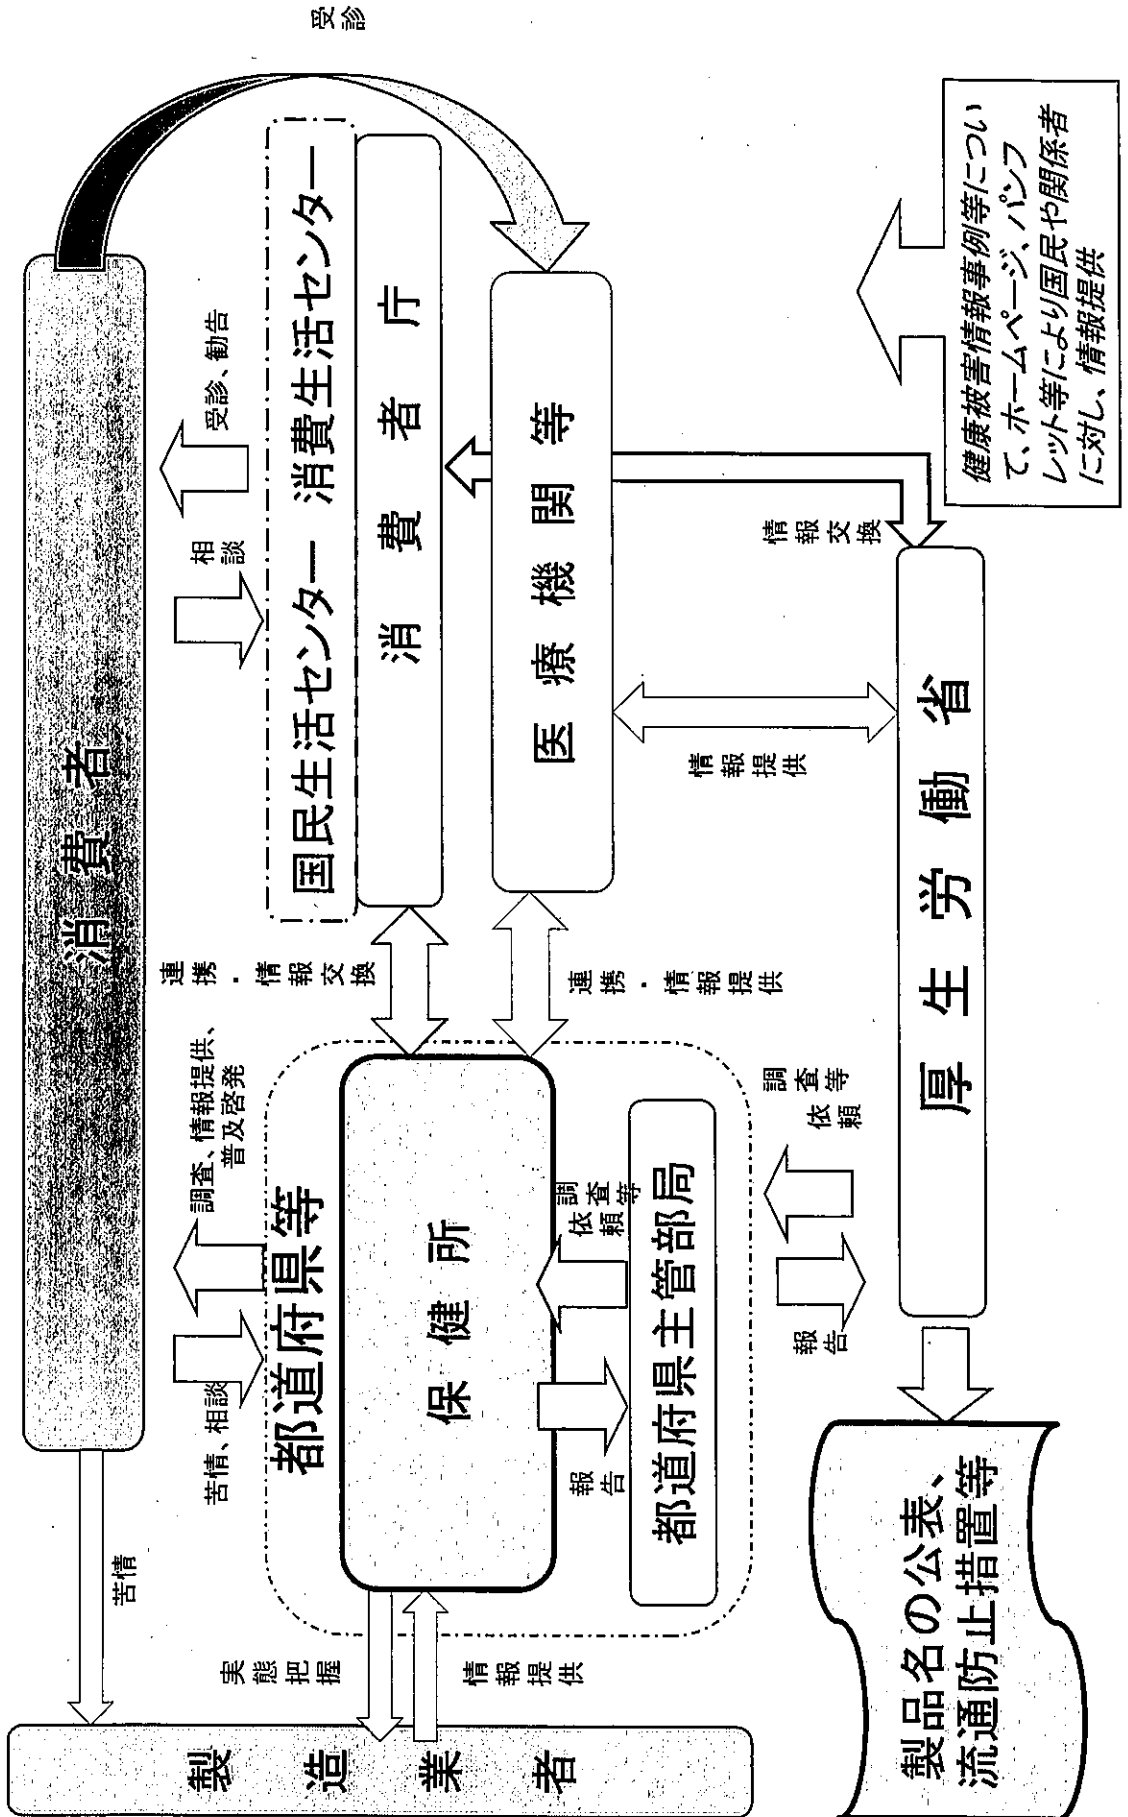 消費者
受診
苦情
苦情、相談
調査、情報提供、
普及啓発
相談
受診、勧告
製造業者
実態把握
情報提供
都道府県等
保健所
報告
調査等
依頼
都道府県主管部局
連携・情報交換
国民生活センター 消費生活センター
消費者庁
連携・情報提供
医療機関等
情報提供
情報交換
報告
調査等
依頼
厚生労働省
製品名の公表、
流通防止措置等
健康被害情報事例等につい
て、ホームページ、パンフ
レット等により国民や関係者
に対し、情報提供